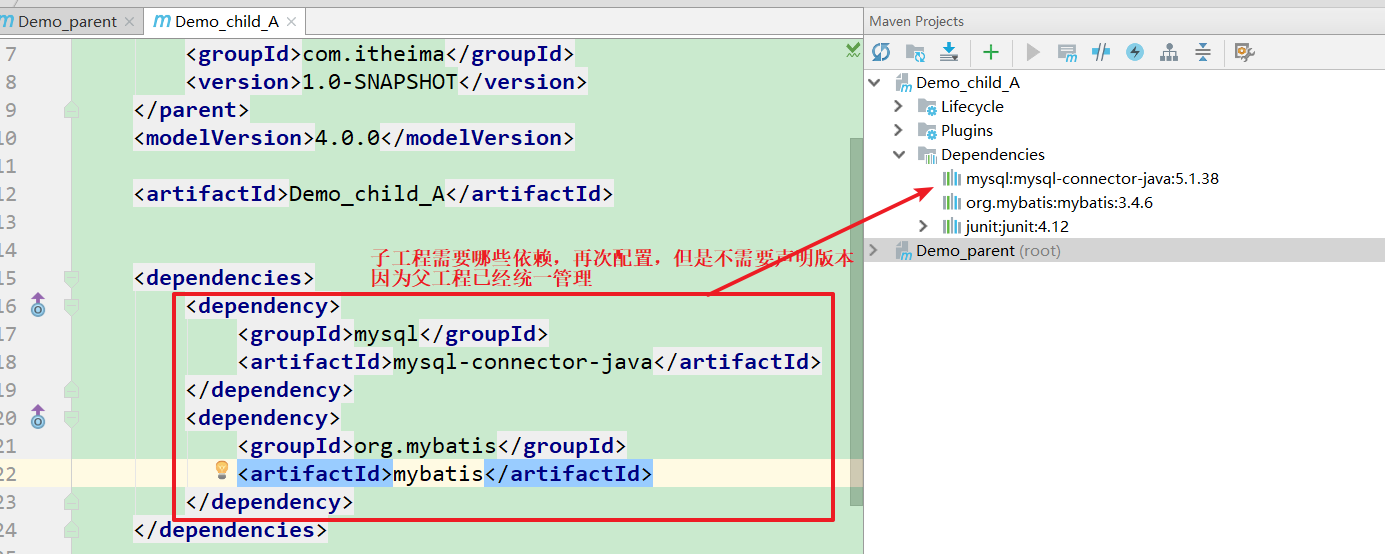 Demo_parent
Demo_child_A
Maven Projects
7 <groupId>com.itheima</groupId>
8 <version>1.0-SNAPSHOT</version>
9 </parent>
10 <modelVersion>4.0.0</modelVersion>
11
12 <artifactId>Demo_child_A</artifactId>
13
14
子工程需要哪些依赖，再次配置，但是不需要声明版本
因为父工程已经统一管理
15 <dependencies>
16 <dependency>
17 <groupId>mysql</groupId>
18 <artifactId>mysql-connector-java</artifactId>
19 </dependency>
20 <dependency>
21 <groupId>org.mybatis</groupId>
22 <artifactId>mybatis</artifactId>
23 </dependency>
24 </dependencies>
Demo_child_A
Lifecycle
Plugins
Dependencies
mysql:mysql-connector-java:5.1.38
org.mybatis:mybatis:3.4.6
junit:junit:4.12
Demo_parent (root)